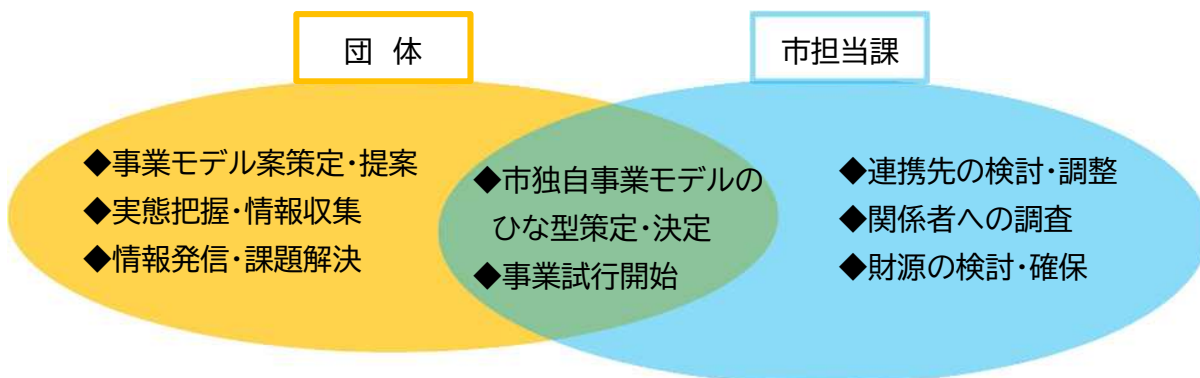 団 体
市担当課
◆事業モデル案策定・提案
◆実態把握・情報収集
◆情報発信・課題解決
◆市独自事業モデルの
ひな型策定・決定
◆事業試行開始
◆連携先の検討・調整
◆関係者への調査
◆財源の検討・確保